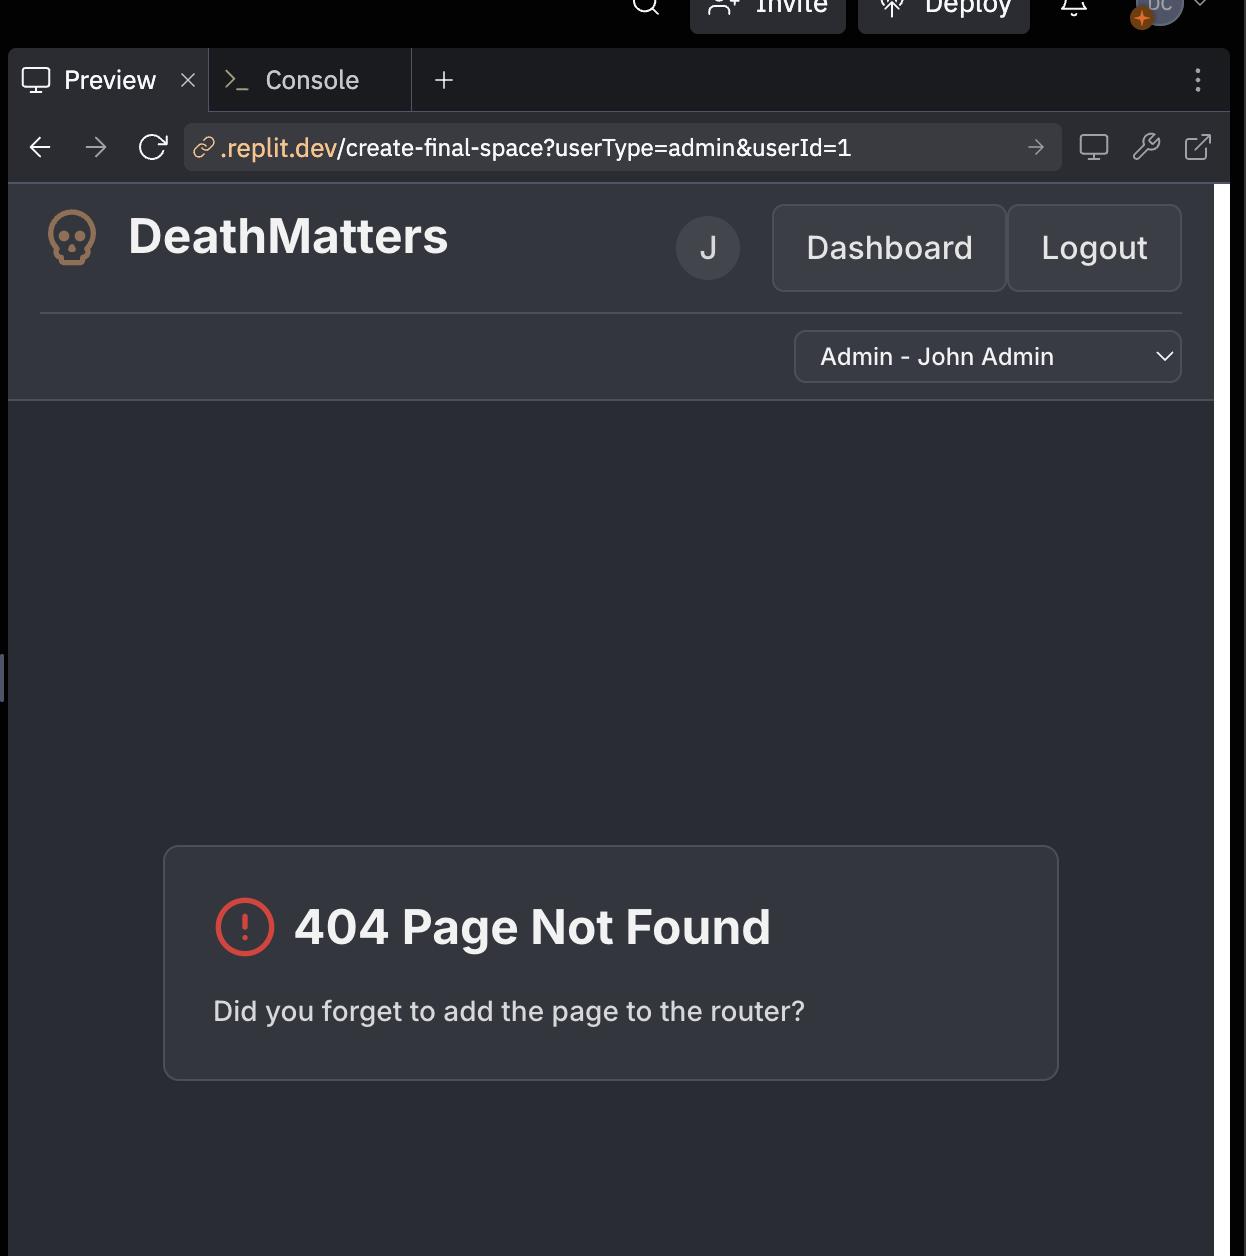 Invite
Deploy
DC
Preview
>_ Console
.replit.dev/create-final-space?userType=admin&userId=1
DeathMatters
J
Dashboard
Logout
Admin - John Admin
404 Page Not Found
Did you forget to add the page to the router?